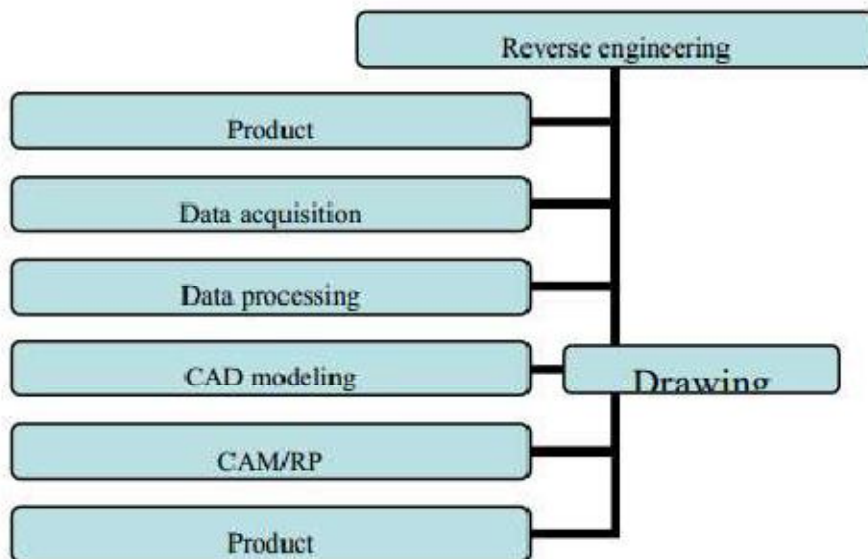 Reverse engineering
Product
Data acquisition
Data processing
CAD modeling
Drawing
CAM/RP
Product